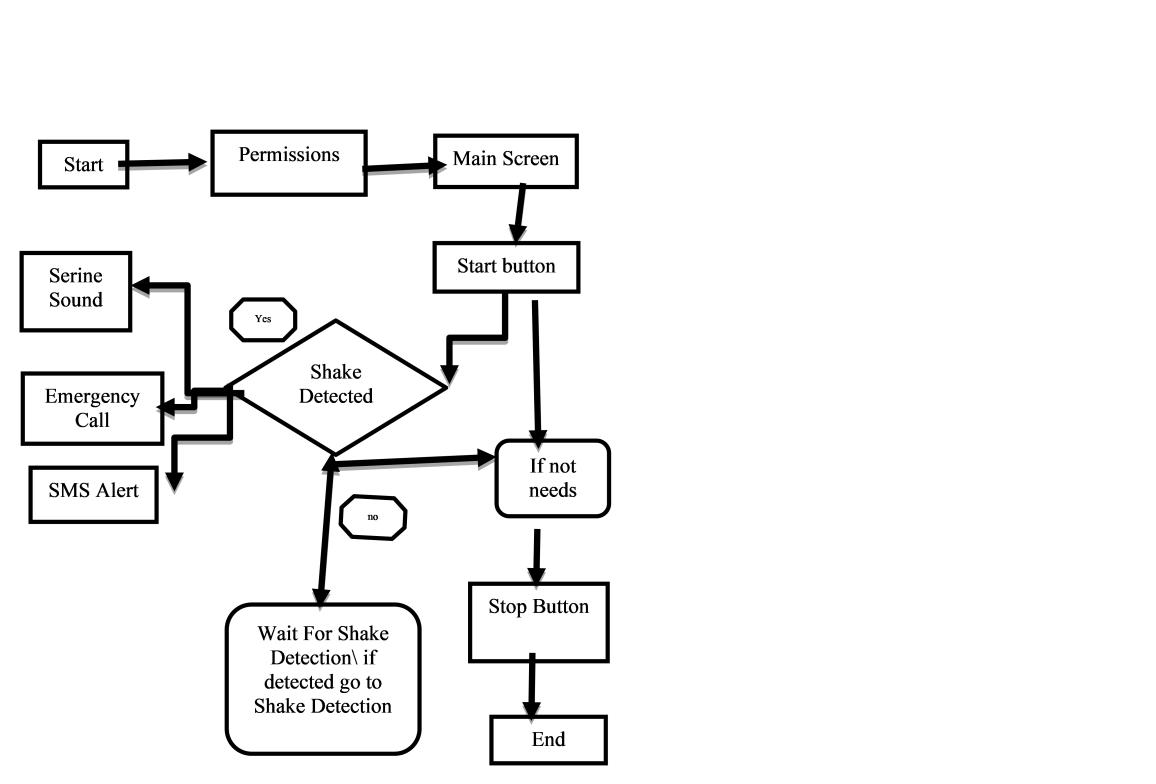 Start
Permissions
Main Screen
Start button
Serine
Sound
Yes
Shake
Detected
Emergency
Call
SMS Alert
If not
needs
no
Stop Button
Wait For Shake
Detection\ if
detected go to
Shake Detection
End